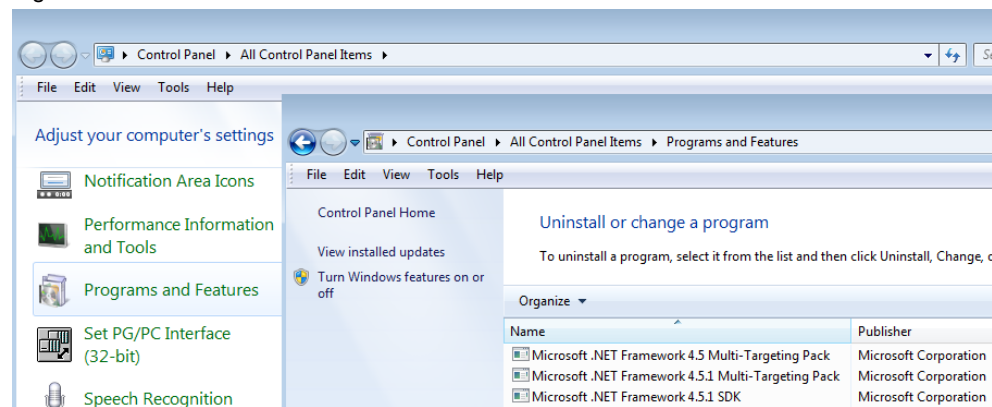 Control Panel ▸ All Control Panel Items ▸
File Edit View Tools Help
Adjust your computer's settings
Notification Area Icons
Performance Information
and Tools
Programs and Features
Set PG/PC Interface
(32-bit)
Speech Recognition
Control Panel ▸ All Control Panel Items ▸ Programs and Features
File Edit View Tools Help
Control Panel Home
View installed updates
Turn Windows features on or
off
Uninstall or change a program
To uninstall a program, select it from the list and then click Uninstall, Change,
Organize
Name Publisher
Microsoft .NET Framework 4.5 Multi-Targeting Pack Microsoft Corporation
Microsoft .NET Framework 4.5.1 Multi-Targeting Pack Microsoft Corporation
Microsoft .NET Framework 4.5.1 SDK Microsoft Corporation